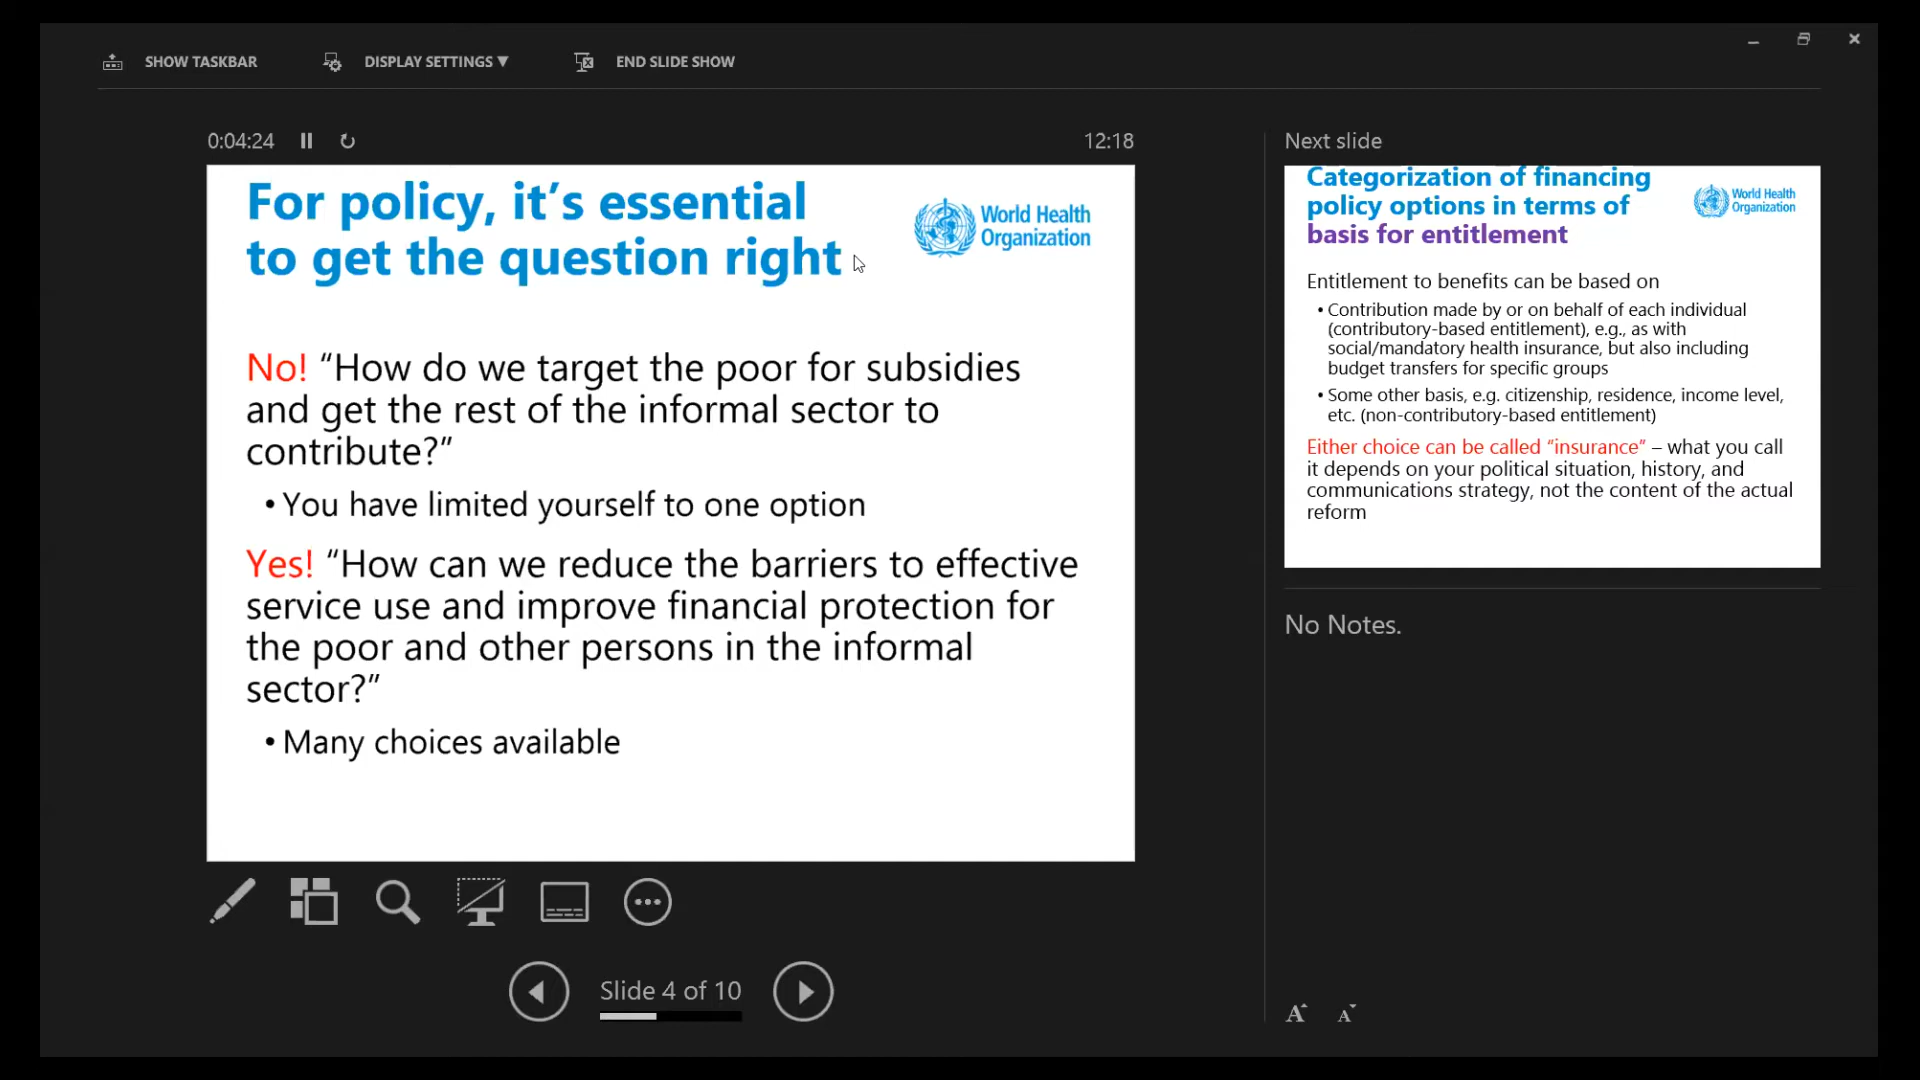 SHOW TASKBAR
DISPLAY SETTINGS ▼
END SLIDE SHOW
0:04:24
12:18
For policy, it’s essential
to get the question right
World Health
Organization
No! “How do we target the poor for subsidies
and get the rest of the informal sector to
contribute?”
• You have limited yourself to one option
Yes! “How can we reduce the barriers to effective
service use and improve financial protection for
the poor and other persons in the informal
sector?”
• Many choices available
Slide 4 of 10
Next slide
Categorization of financing
policy options in terms of
basis for entitlement
World Health
Organization
Entitlement to benefits can be based on
• Contribution made by or on behalf of each individual
(contributory-based entitlement), e.g., as with
social/mandatory health insurance, but also including
budget transfers for specific groups
• Some other basis, e.g. citizenship, residence, income level,
etc. (non-contributory-based entitlement)
Either choice can be called “insurance” – what you call
it depends on your political situation, history, and
communications strategy, not the content of the actual
reform
No Notes.
A A